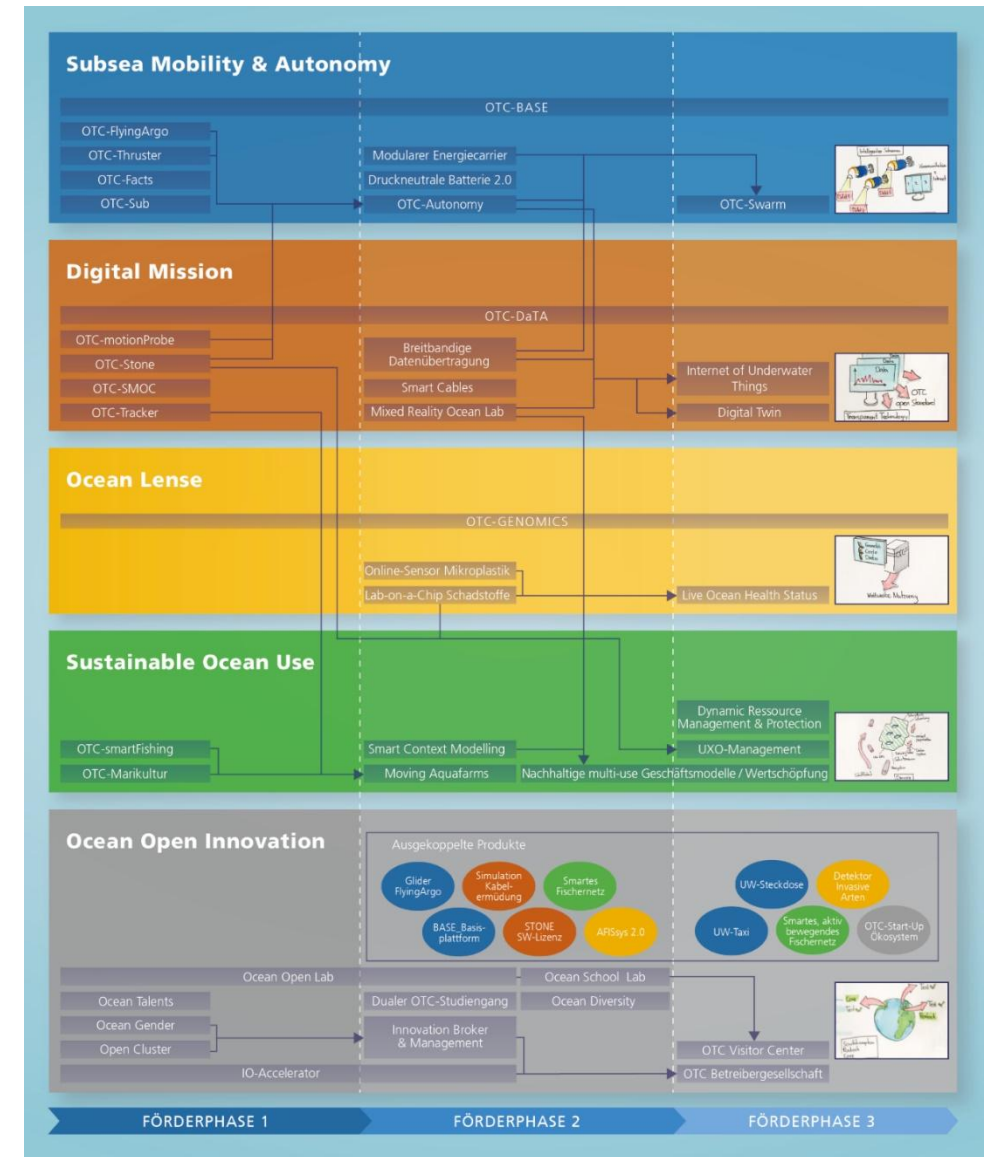 Subsea Mobility & Autonomy
OTC-BASE
OTC-FlyingArgo
OTC-Thruster
OTC-Facts
OTC-Sub
Modularer Energiecarrier
Druckneutrale Batterie 2.0
OTC-Autonomy
OTC-Swarm
Digital Mission
OTC-DaTA
OTC-motionProbe
OTC-Stone
OTC-SMOC
OTC-Tracker
Breitbandige
Datenübertragung
Smart Cables
Mixed Reality Ocean Lab
Internet of Underwater
Things
Digital Twin
Data
OTC
open Standard
Ocean Lense
OTC-GENOMICS
Online-Sensor Mikroplastik
Lab-on-a-Chip Schadstoffe
Live Ocean Health Status
Weltweite Nutzung
Sustainable Ocean Use
OTC-smartFishing
OTC-Marikultur
Smart Context Modelling
Moving Aquafarms
Dynamic Ressource
Management & Protection
UXO-Management
Nachhaltige multi-use Geschäftsmodelle / Wertschöpfung
Ocean Open Innovation
Ausgekoppelte Produkte
Glider
FlyingArgo
Simulation
Kabel-
ermüdung
Smartes
Fischernetz
BASE_Basis-
plattform
STONE
SW-Lizenz
ARSsys 2.0
UW-Steckdose
Detektor
Invasive
Arten
UW-Taxi
Smartes, aktiv
bewegendes
Fischernetz
OTC-Start-Up
Ökosystem
Ocean Open Lab
Ocean School Lab
Ocean Talents
Ocean Gender
Open Cluster
Dualer OTC-Studiengang
Ocean Diversity
Innovation Broker
& Management
IO-Accelerator
OTC Visitor Center
OTC Betreibergesellschaft
FÖRDERPHASE 1
FÖRDERPHASE 2
FÖRDERPHASE 3